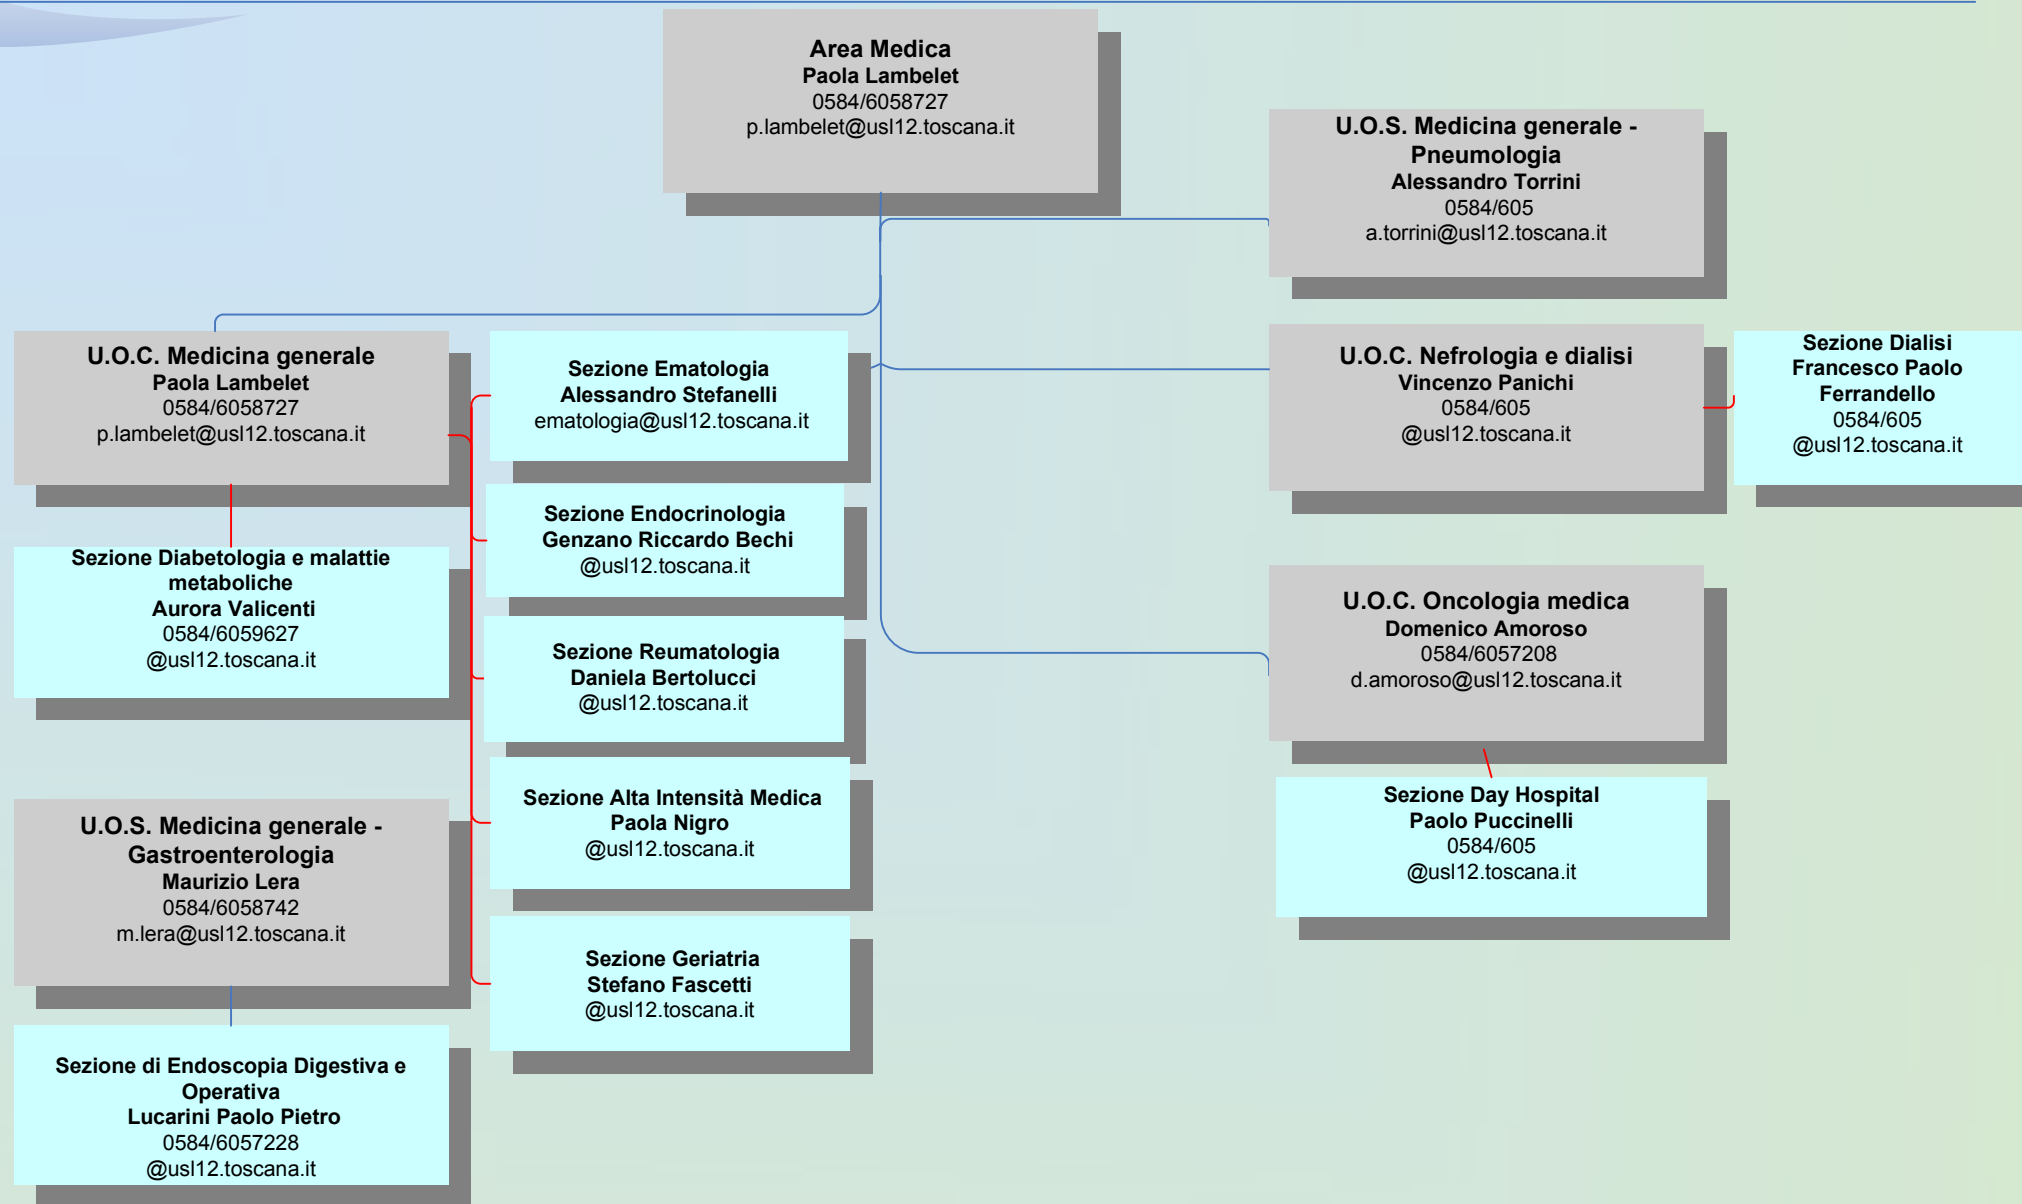 Area Medica
Paola Lambelet
0584/6058727
p.lambelet@usl12.toscana.it
U.O.S. Medicina generale -
Pneumologia
Alessandro Torrini
0584/605
a.torrini@usl12.toscana.it
U.O.C. Medicina generale
Paola Lambelet
0584/6058727
p.lambelet@usl12.toscana.it
Sezione Ematologia
Alessandro Stefanelli
ematologia@usl12.toscana.it
U.O.C. Nefrologia e dialisi
Vincenzo Panichi
0584/605
@usl12.toscana.it
Sezione Dialisi
Francesco Paolo
Ferrandello
0584/605
@usl12.toscana.it
Sezione Endocrinologia
Genzano Riccardo Bechi
@usl12.toscana.it
Sezione Diabetologia e malattie
metaboliche
Aurora Valicenti
0584/6059627
@usl12.toscana.it
Sezione Reumatologia
Daniela Bertolucci
@usl12.toscana.it
U.O.C. Oncologia medica
Domenico Amoroso
0584/6057208
d.amoroso@usl12.toscana.it
Sezione Alta Intensità Medica
Paola Nigro
@usl12.toscana.it
Sezione Day Hospital
Paolo Puccinelli
0584/605
@usl12.toscana.it
U.O.S. Medicina generale -
Gastroenterologia
Maurizio Lera
0584/6058742
m.lera@usl12.toscana.it
Sezione Geriatria
Stefano Fascetti
@usl12.toscana.it
Sezione di Endoscopia Digestiva e
Operativa
Lucarini Paolo Pietro
0584/6057228
@usl12.toscana.it